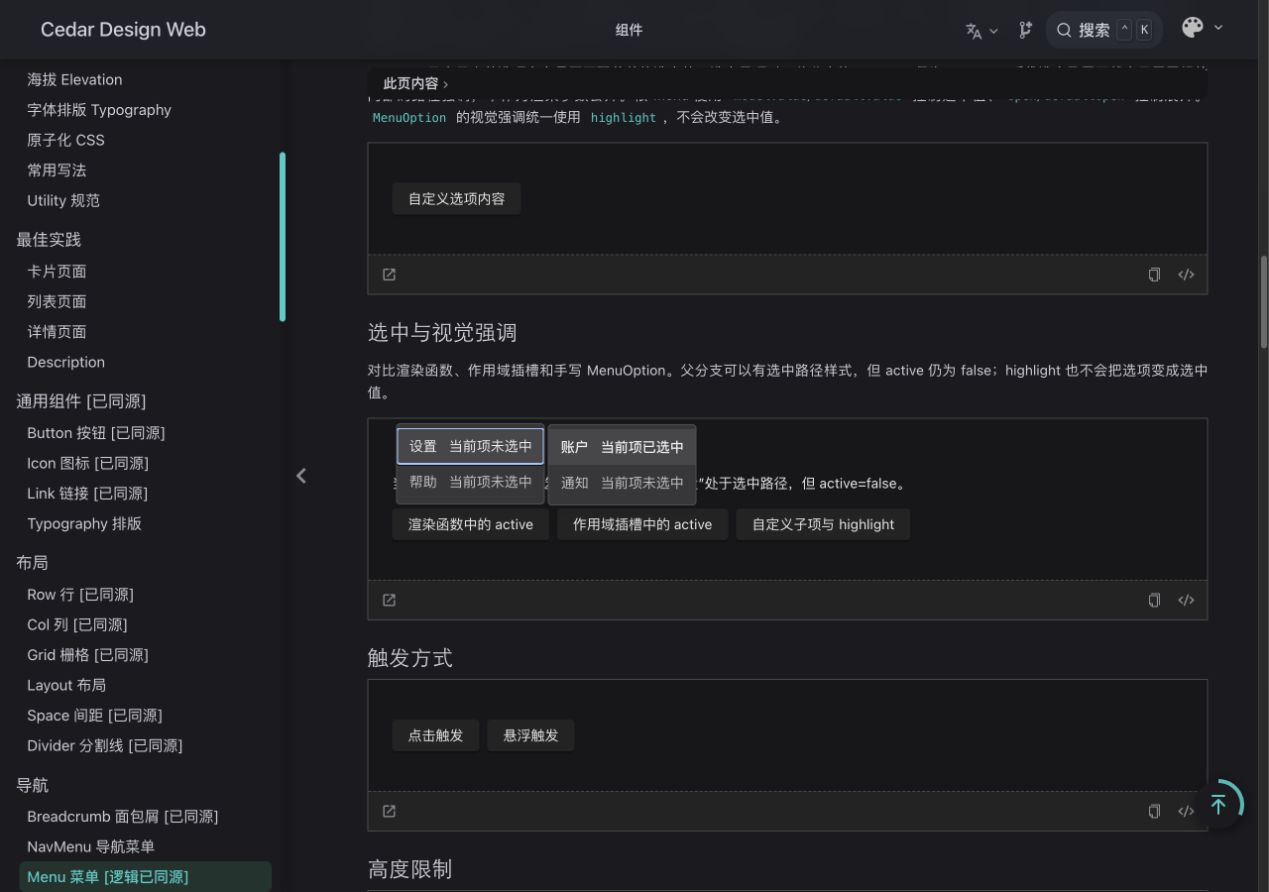 Cedar Design Web
组件
搜索 ^ K
海拔 Elevation
字体排版 Typography
原子化 CSS
常用写法
Utility 规范
最佳实践
卡片页面
列表页面
详情页面
Description
通用组件 [已同源]
Button 按钮 [已同源]
Icon 图标 [已同源]
Link 链接 [已同源]
Typography 排版
布局
Row 行 [已同源]
Col 列 [已同源]
Grid 栅格 [已同源]
Layout 布局
Space 间距 [已同源]
Divider 分割线 [已同源]
导航
Breadcrumb 面包屑 [已同源]
NavMenu 导航菜单
Menu 菜单 [逻辑已同源]
此页内容 ›
MenuOption 的视觉强调统一使用 highlight ，不会改变选中值。
自定义选项内容
选中与视觉强调
对比渲染函数、作用域插槽和手写 MenuOption。父分支可以有选中路径样式，但 active 仍为 false；highlight 也不会把选项变成选中
值。
设置 当前项未选中
账户 当前项已选中
帮助 当前项未选中
通知 当前项未选中
”处于选中路径，但 active=false。
渲染函数中的 active
作用域插槽中的 active
自定义子项与 highlight
触发方式
点击触发
悬浮触发
高度限制